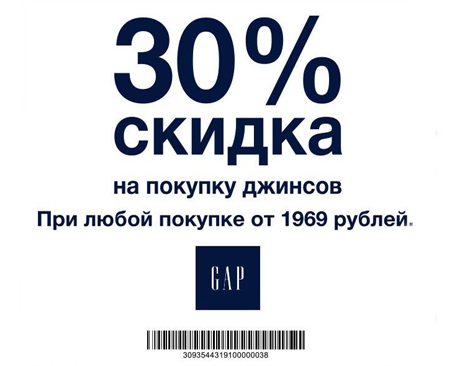 30%
скидка
на покупку джинсов
При любой покупке от 1969 рублей.
GAP
3093544319100000038